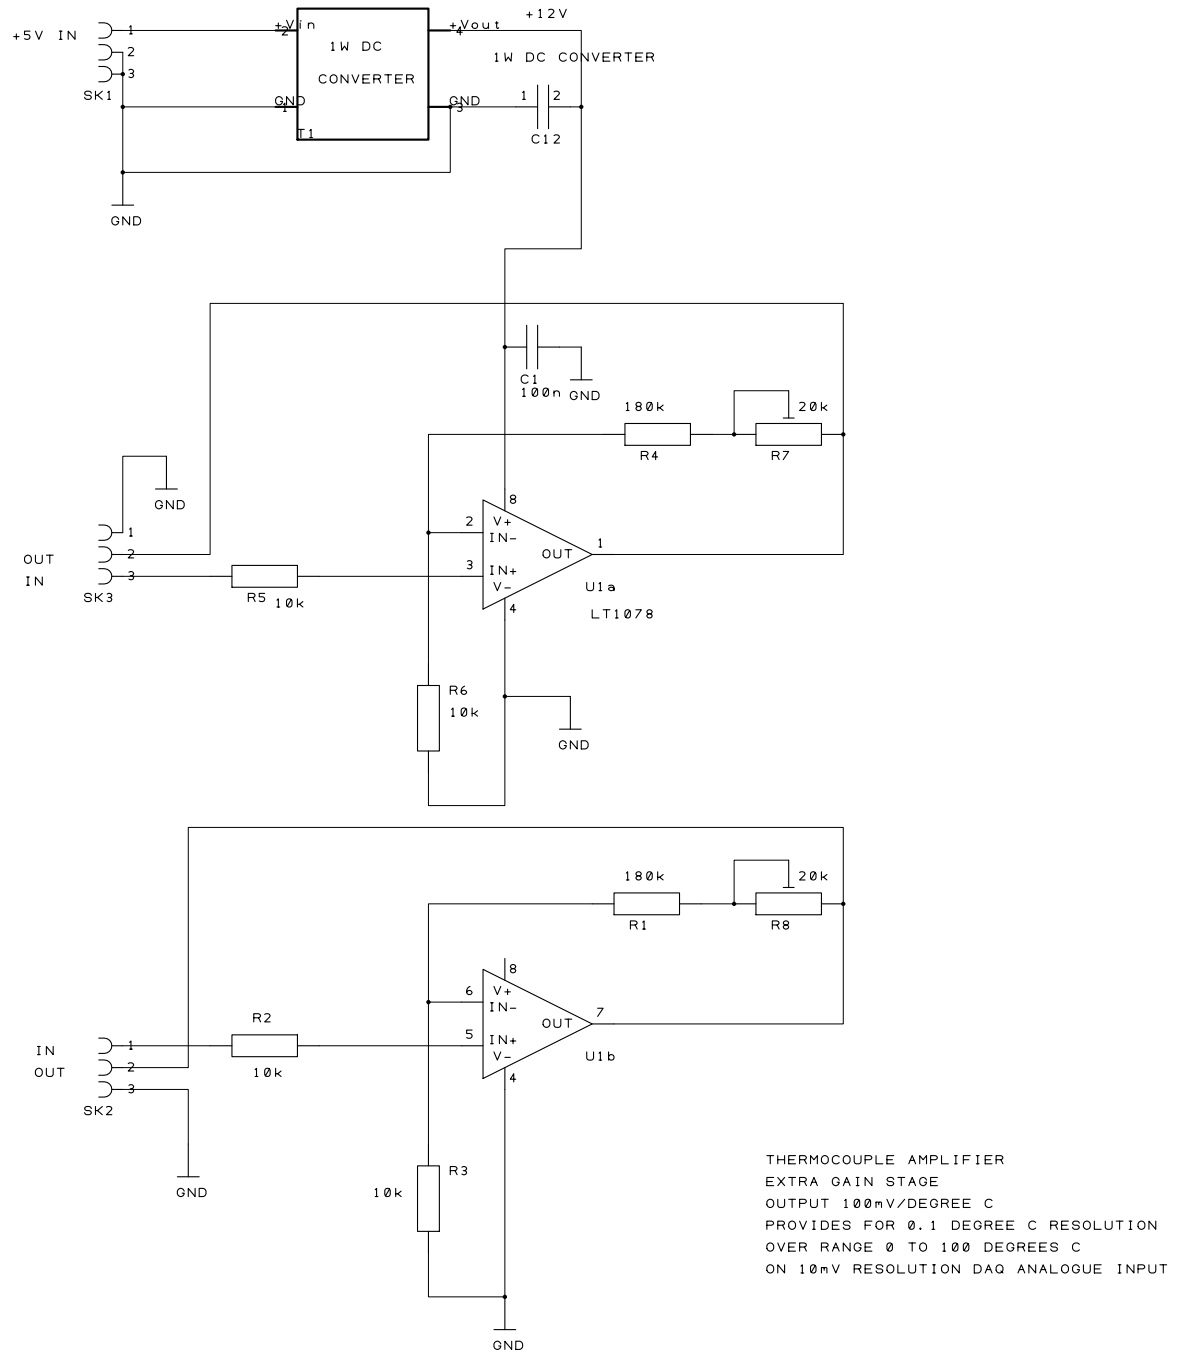 +12V
+5V IN
1
+Vin
2
+Vout
4
1W DC
CONVERTER
1W DC CONVERTER
2
3
SK1
GND
1
GND
3
1
2
C12
T1
GND
C1
100n
GND
180k
20k
R4
R7
GND
8
1
2
V+
IN-
OUT
2
OUT
1
IN
3
3
IN+
V-
SK3
R5
10k
4
U1a
LT1078
R6
10k
GND
180k
20k
R1
R8
8
6
V+
IN-
7
R2
OUT
IN
1
5
IN+
V-
OUT
2
10k
U1b
3
4
SK2
R3
10k
GND
THERMOCOUPLE AMPLIFIER
EXTRA GAIN STAGE
OUTPUT 100mV/DEGREE C
PROVIDES FOR 0.1 DEGREE C RESOLUTION
OVER RANGE 0 TO 100 DEGREES C
ON 10mV RESOLUTION DAQ ANALOGUE INPUT
GND